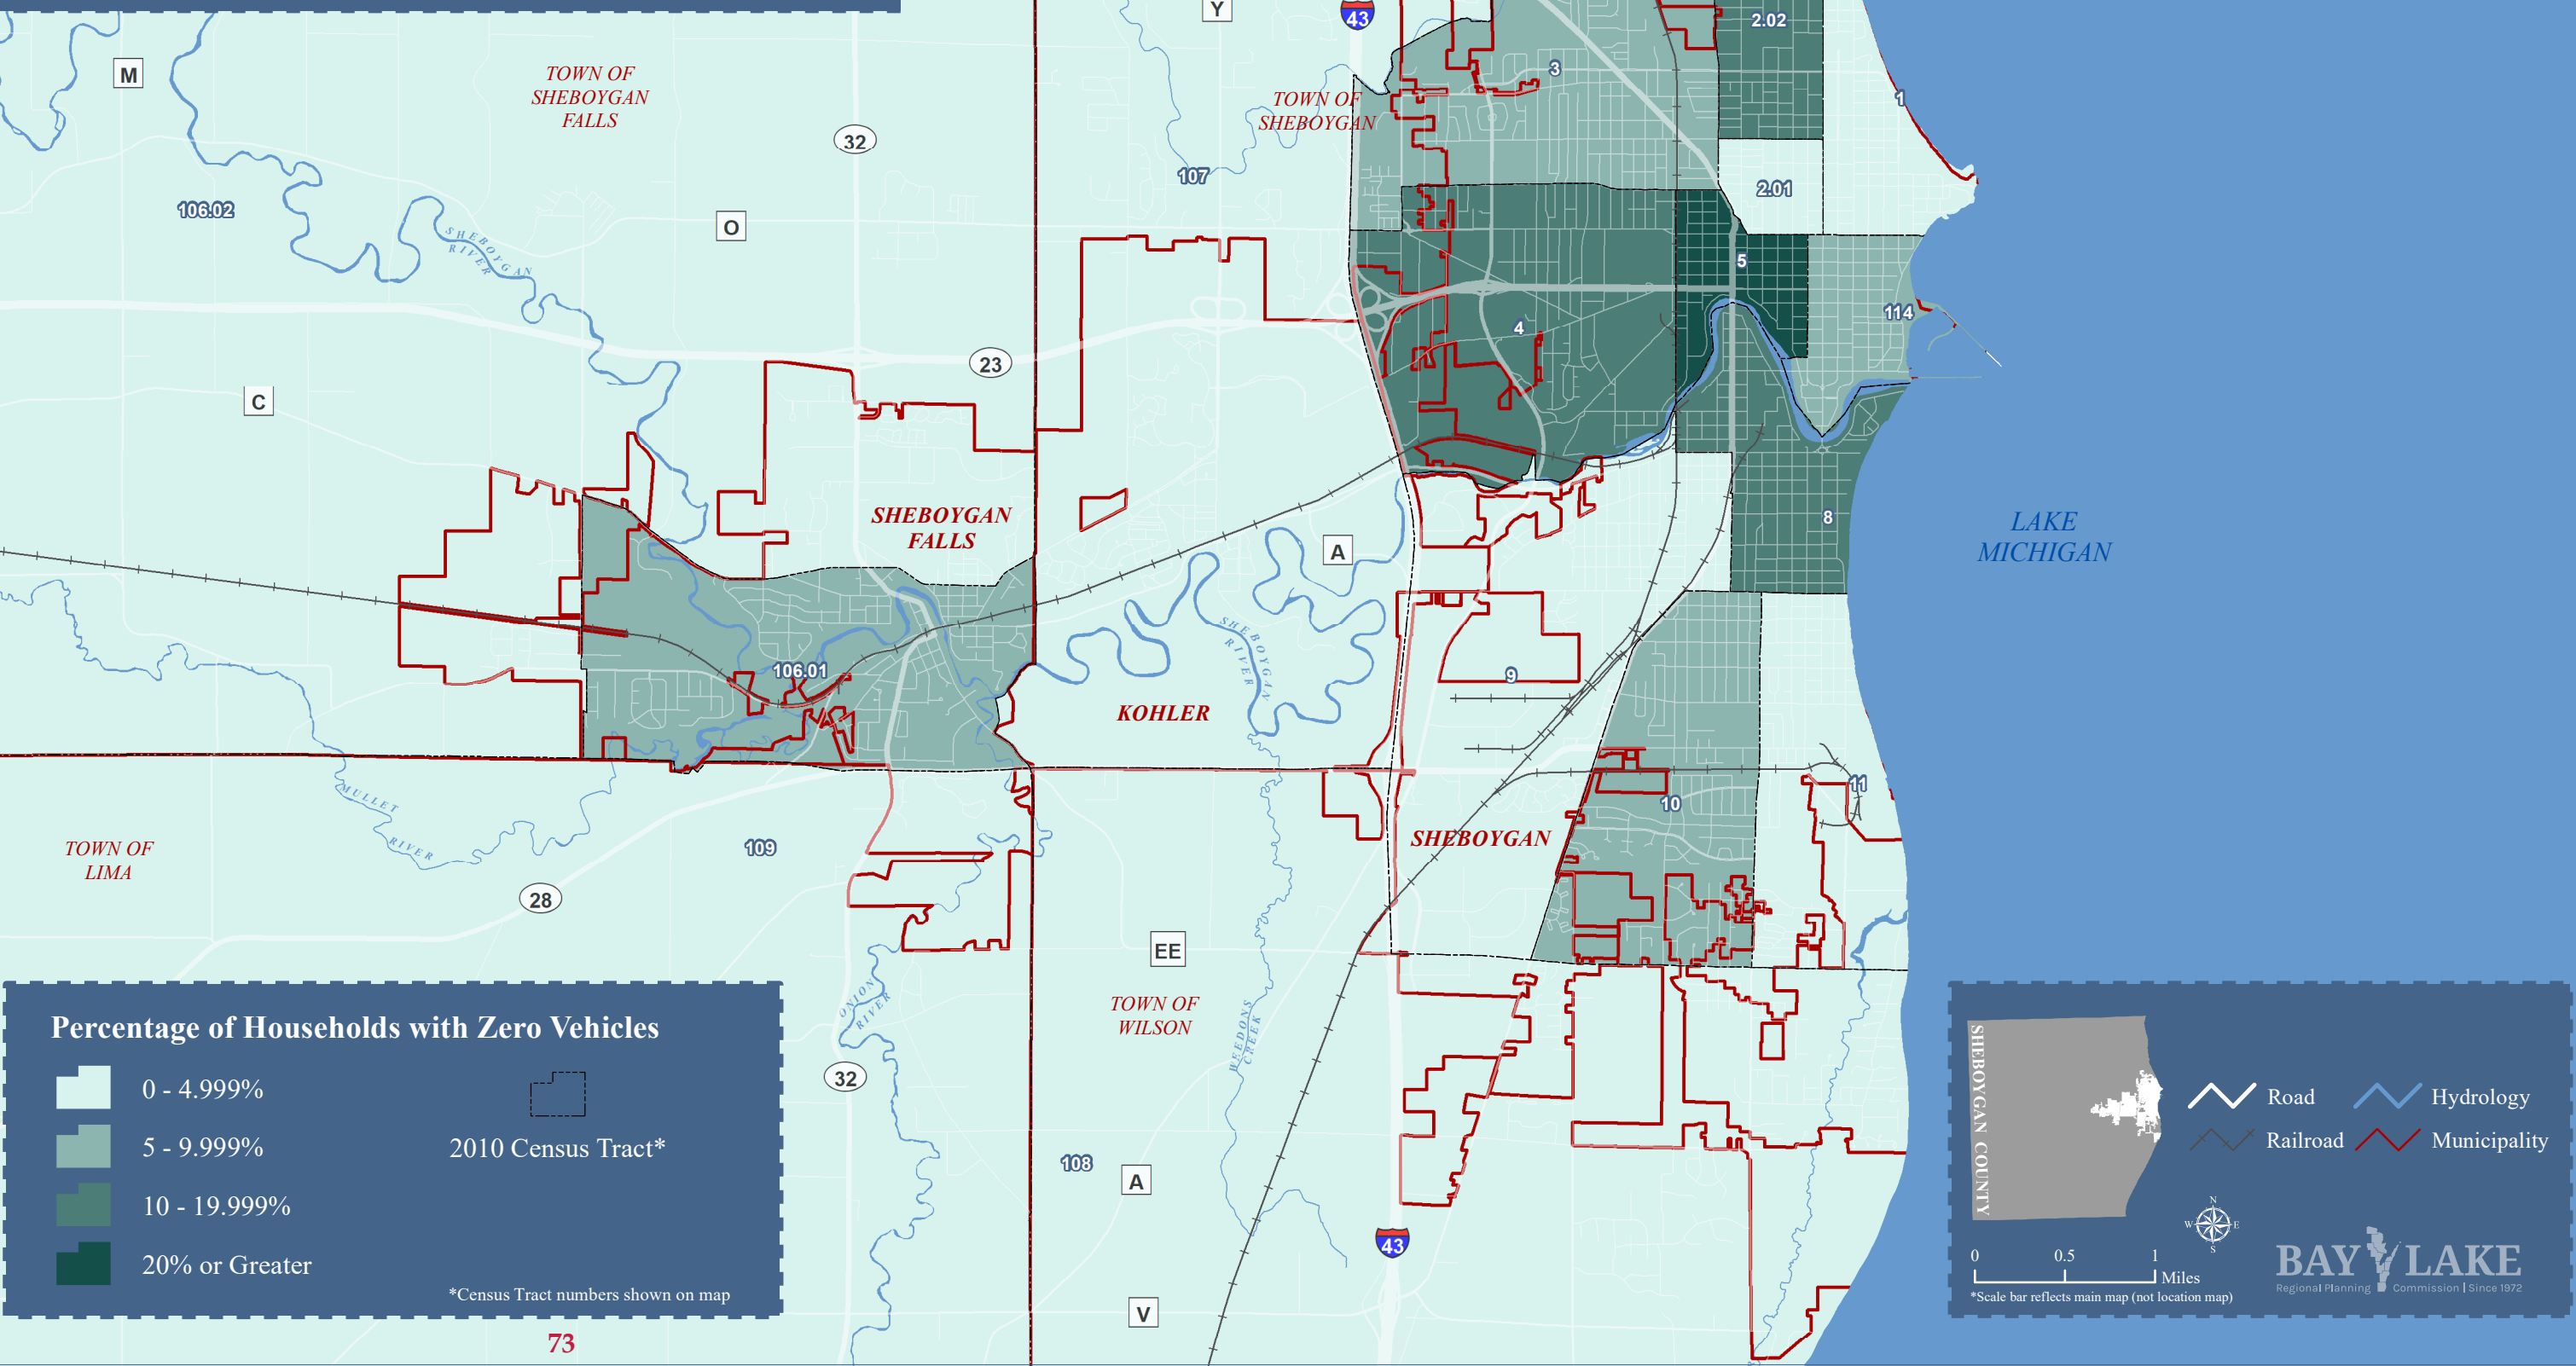 Y
43
2.02
M
TOWN OF
SHEBOYGAN
FALLS
3
1
TOWN OF
SHEBOYGAN
32
107
2.01
106.02
O
SHEBOYGAN
RIVER
5
114
4
23
C
SHEBOYGAN
FALLS
8
LAKE
MICHIGAN
A
SHEBOYGAN
RIVER
106.01
9
KOHLER
11
MULLET
RIVER
10
SHEBOYGAN
TOWN OF
LIMA
109
28
EE
ONION
RIVER
TOWN OF
WILSON
WEEDONS
CREEK
32
108
A
43
V
Percentage of Households with Zero Vehicles
0 - 4.999%
5 - 9.999%
10 - 19.999%
20% or Greater
2010 Census Tract*
*Census Tract numbers shown on map
73
SHEBOYGAN COUNTY
Road
Hydrology
Railroad
Municipality
N
W
E
S
0 0.5 1
Miles
*Scale bar reflects main map (not location map)
BAY LAKE
Regional Planning Commission | Since 1972